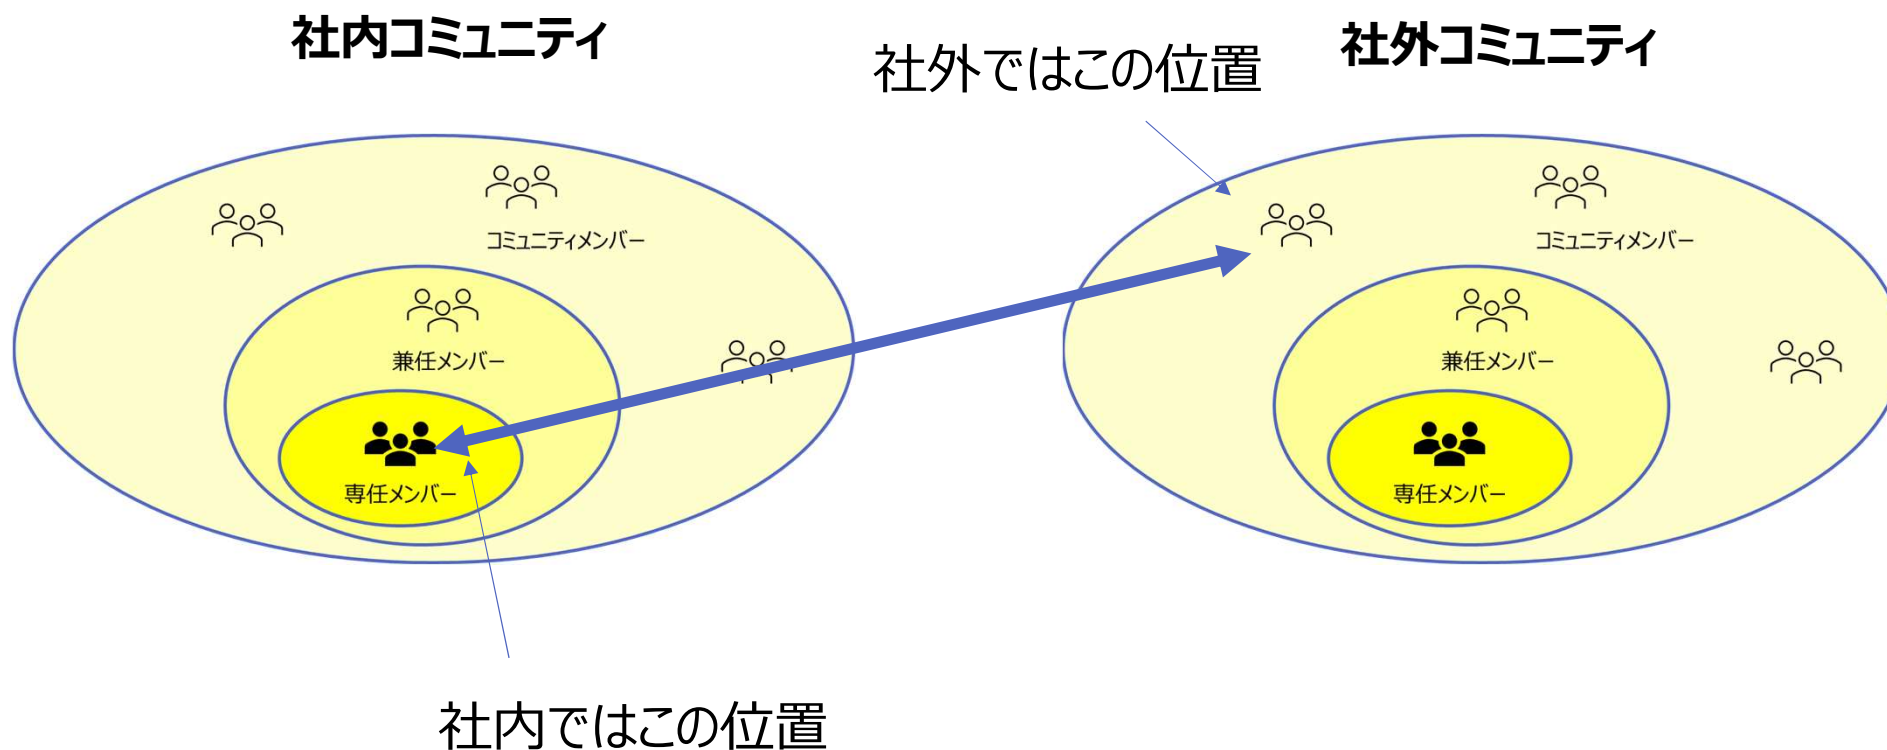 社内コミュニティ
社外ではこの位置
社外コミュニティ
コミュニティメンバー
兼任メンバー
専任メンバー
コミュニティメンバー
兼任メンバー
専任メンバー
社内ではこの位置